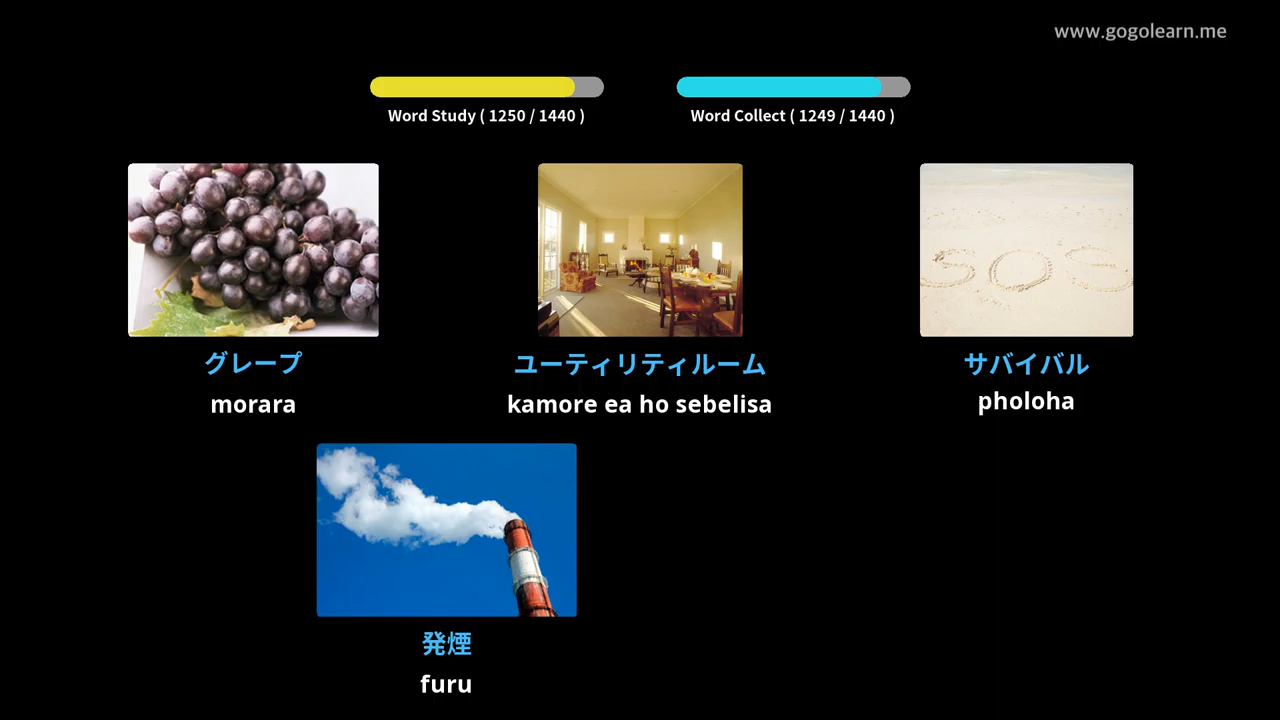 www.gogolearn.me
Word Study ( 1250 / 1440 )
Word Collect ( 1249 / 1440 )
グレープ
morara
ユーティリティルーム
kamore ea ho sebelisa
SOS
サバイバル
pholoha
発煙
furu